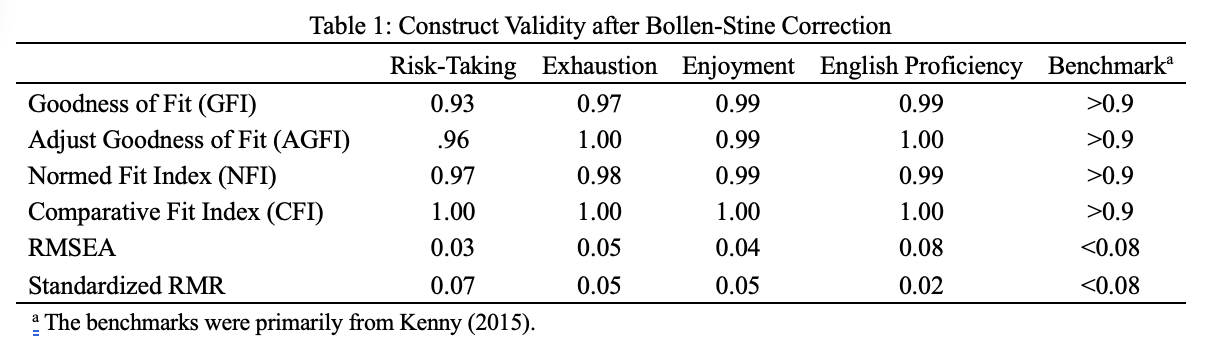 Table 1: Construct Validity after Bollen-Stine Correction
Risk-Taking Exhaustion Enjoyment English Proficiency Benchmarkᵃ
Goodness of Fit (GFI) 0.93 0.97 0.99 0.99 >0.9
Adjust Goodness of Fit (AGFI) .96 1.00 0.99 1.00 >0.9
Normed Fit Index (NFI) 0.97 0.98 0.99 0.99 >0.9
Comparative Fit Index (CFI) 1.00 1.00 1.00 1.00 >0.9
RMSEA 0.03 0.05 0.04 0.08 <0.08
Standardized RMR 0.07 0.05 0.05 0.02 <0.08
ᵃ The benchmarks were primarily from Kenny (2015).